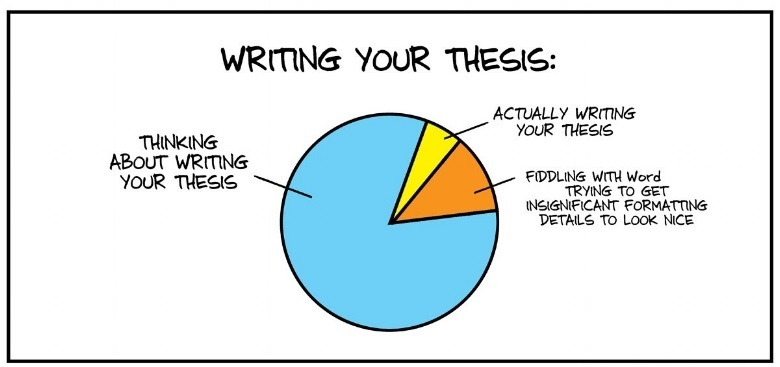 WRITING YOUR THESIS:
THINKING
ABOUT WRITING
YOUR THESIS
ACTUALLY WRITING
YOUR THESIS
FIDDLING WITH Word
TRYING TO GET
INSIGNIFICANT FORMATTING
DETAILS TO LOOK NICE